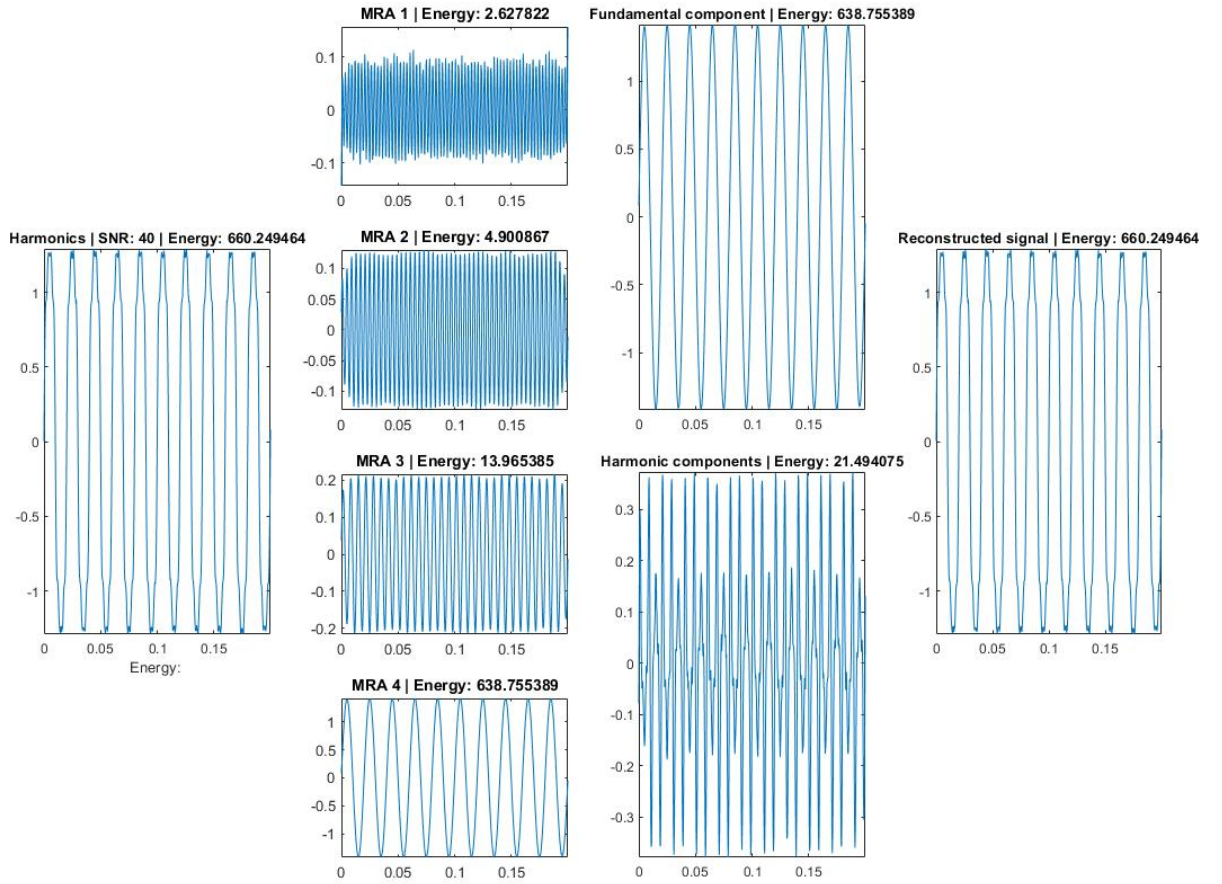 Harmonics | SNR: 40 | Energy: 660.249464
1
0.5
0
-0.5
-1
0 0.05 0.1 0.15
Energy:
MRA 1 | Energy: 2.627822
0.1
0
-0.1
0 0.05 0.1 0.15
MRA 2 | Energy: 4.900867
0.1
0.05
0
-0.05
-0.1
0 0.05 0.1 0.15
MRA 3 | Energy: 13.965385
0.2
0.1
0
-0.1
-0.2
0 0.05 0.1 0.15
MRA 4 | Energy: 638.755389
1
0.5
0
-0.5
-1
0 0.05 0.1 0.15
Fundamental component | Energy: 638.755389
1
0.5
0
-0.5
-1
0 0.05 0.1 0.15
Harmonic components | Energy: 21.494075
0.3
0.2
0.1
0
-0.1
-0.2
-0.3
0 0.05 0.1 0.15
Reconstructed signal | Energy: 660.249464
1
0.5
0
-0.5
-1
0 0.05 0.1 0.15